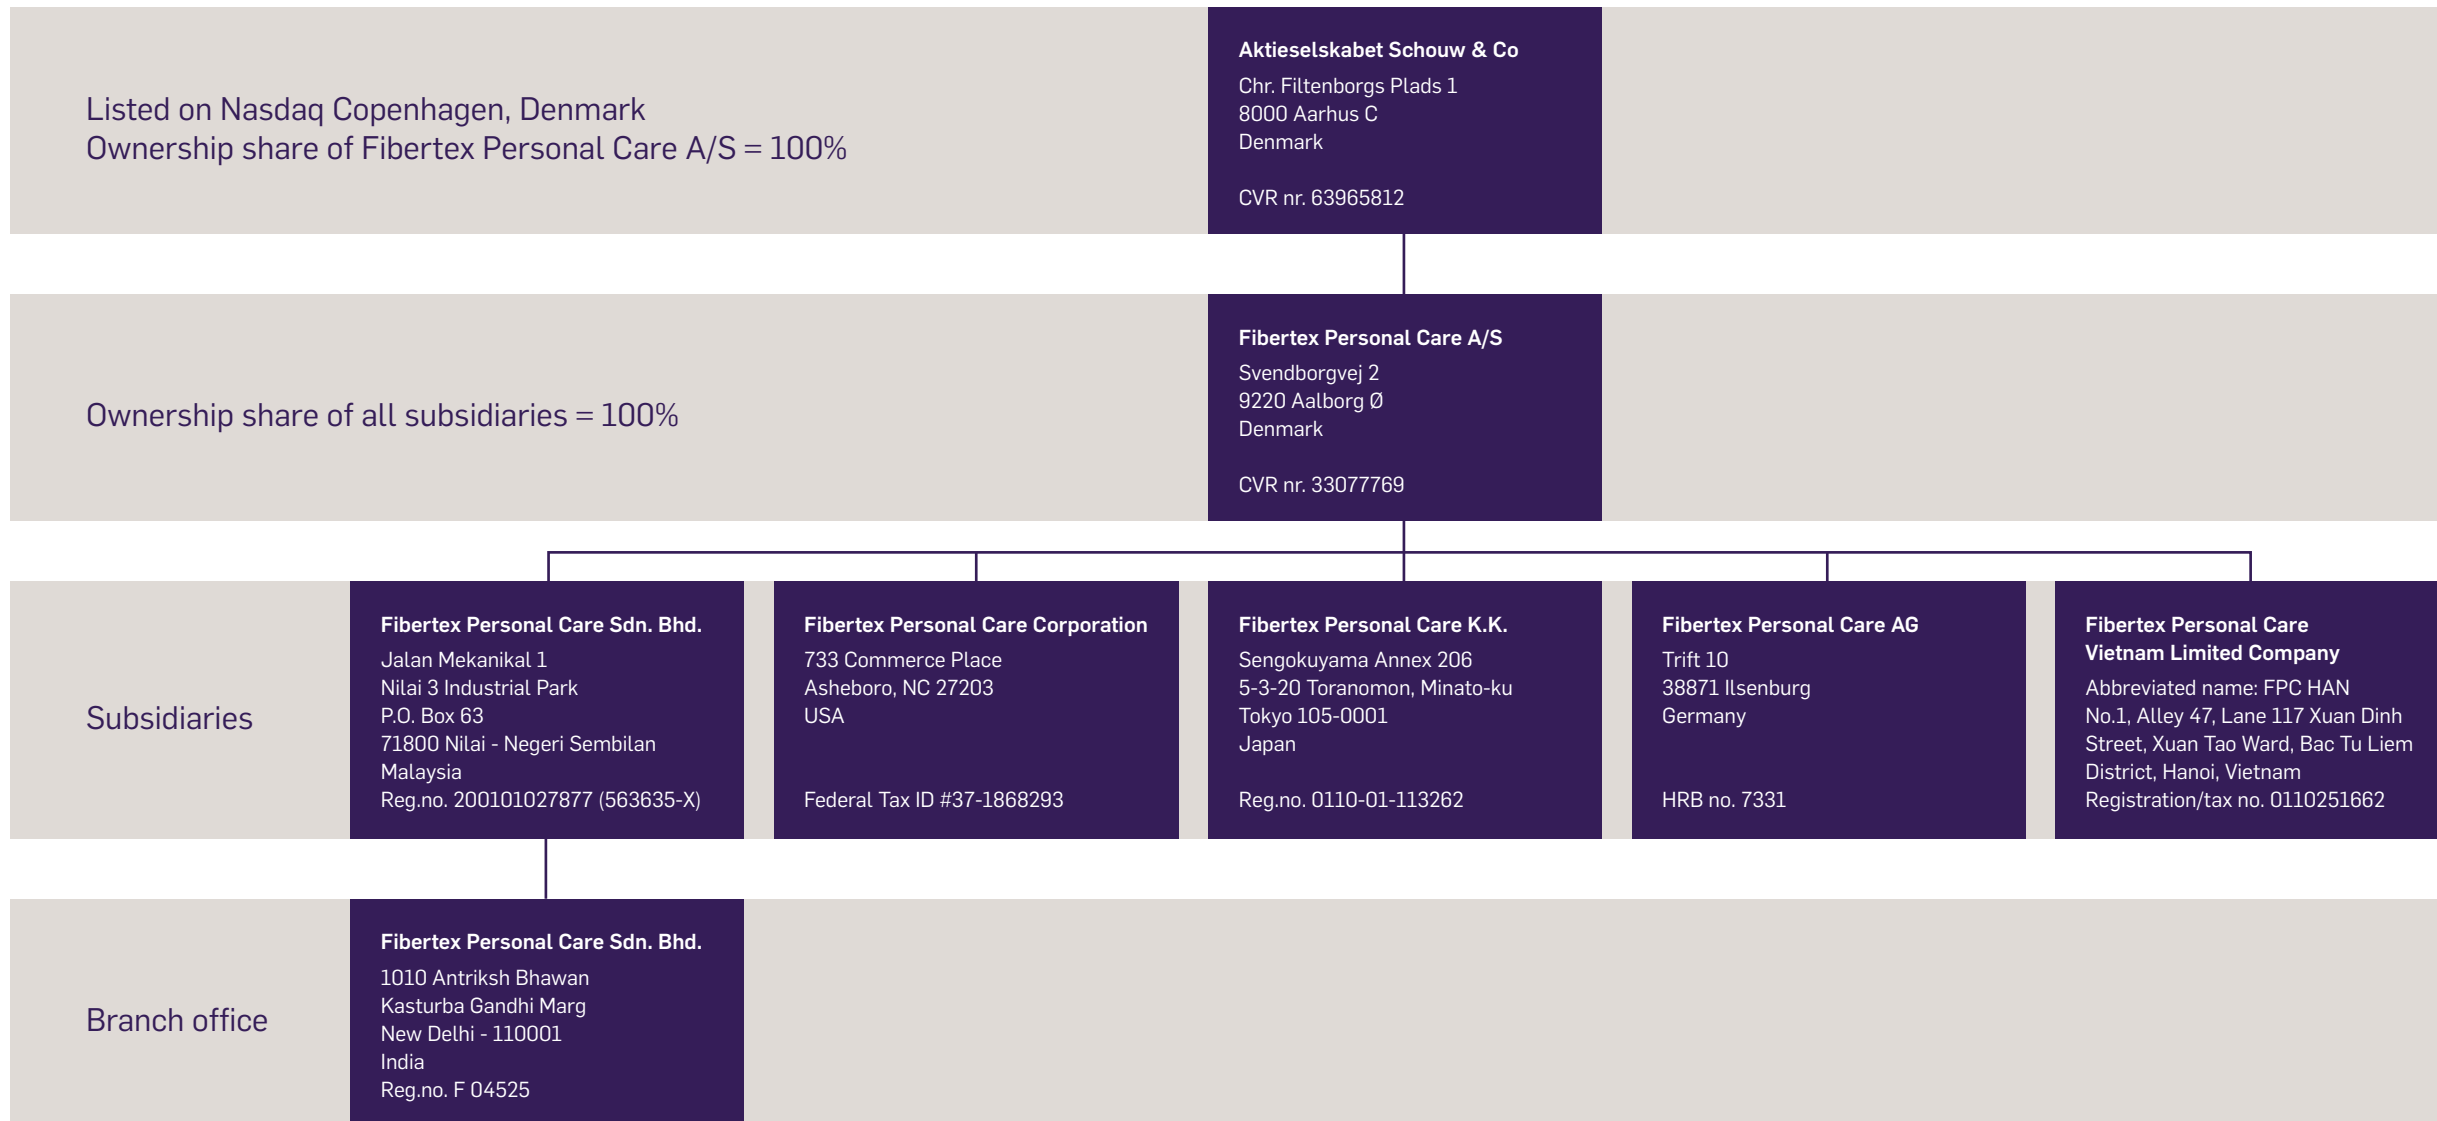 Listed on Nasdaq Copenhagen, Denmark
Ownership share of Fibertex Personal Care A/S = 100%
Aktieselskabet Schouw & Co
Chr. Filtenborgs Plads 1
8000 Aarhus C
Denmark
CVR nr. 63965812
Ownership share of all subsidiaries = 100%
Fibertex Personal Care A/S
Svendborgvej 2
9220 Aalborg Ø
Denmark
CVR nr. 33077769
Subsidiaries
Fibertex Personal Care Sdn. Bhd.
Jalan Mekanikal 1
Nilai 3 Industrial Park
P.O. Box 63
71800 Nilai - Negeri Sembilan
Malaysia
Reg.no. 200101027877 (563635-X)
Fibertex Personal Care Corporation
733 Commerce Place
Asheboro, NC 27203
USA
Federal Tax ID #37-1868293
Fibertex Personal Care K.K.
Sengokuyama Annex 206
5-3-20 Toranomon, Minato-ku
Tokyo 105-0001
Japan
Reg.no. 0110-01-113262
Fibertex Personal Care AG
Trift 10
38871 Ilsenburg
Germany
HRB no. 7331
Fibertex Personal Care
Vietnam Limited Company
Abbreviated name: FPC HAN
No.1, Alley 47, Lane 117 Xuan Dinh
Street, Xuan Tao Ward, Bac Tu Liem
District, Hanoi, Vietnam
Registration/tax no. 0110251662
Branch office
Fibertex Personal Care Sdn. Bhd.
1010 Antriksh Bhawan
Kasturba Gandhi Marg
New Delhi - 110001
India
Reg.no. F 04525